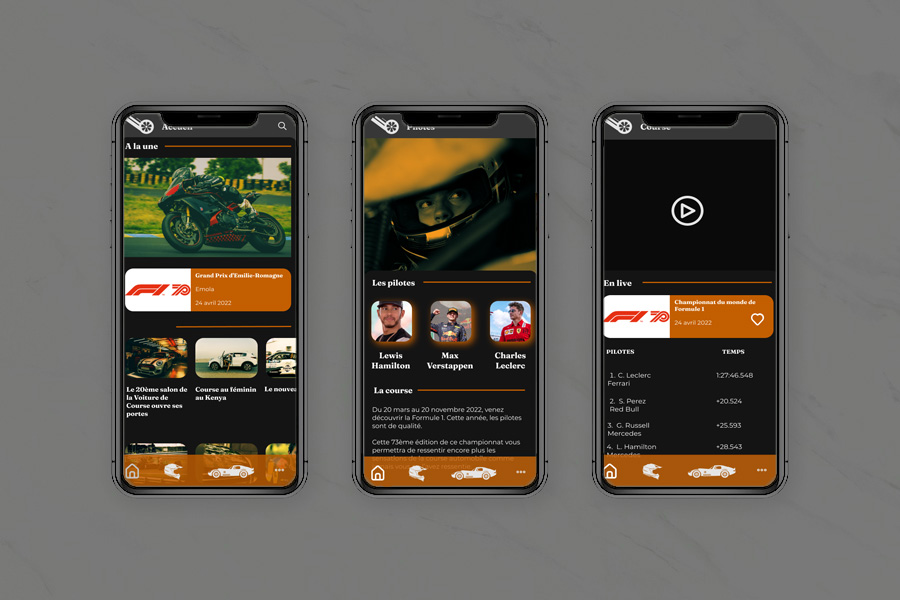 Accueil
A la une
F1 70
Grand Prix d'Emilie-Romagne
Emola
24 avril 2022
Le 20ème salon de
la Voiture de
Course ouvre ses
portes
Course au féminin
au Kenya
Le nouvea
Pilotes
Les pilotes
Lewis
Hamilton
Max
Verstappen
Charles
Leclerc
La course
Du 20 mars au 20 novembre 2022, venez
découvrir la Formule 1. Cette année, les pilotes
sont de qualité.
Cette 73ème édition de ce championnat vous
permettra de ressentir encore plus les
Course
En live
F1 70
Championnat du monde de
Formule 1
24 avril 2022
PILOTES TEMPS
1. C. Leclerc 1:27:46.548
Ferrari
2. S. Perez +20.524
Red Bull
3. G. Russell +25.593
Mercedes
4. L. Hamilton +28.543
Mercedes